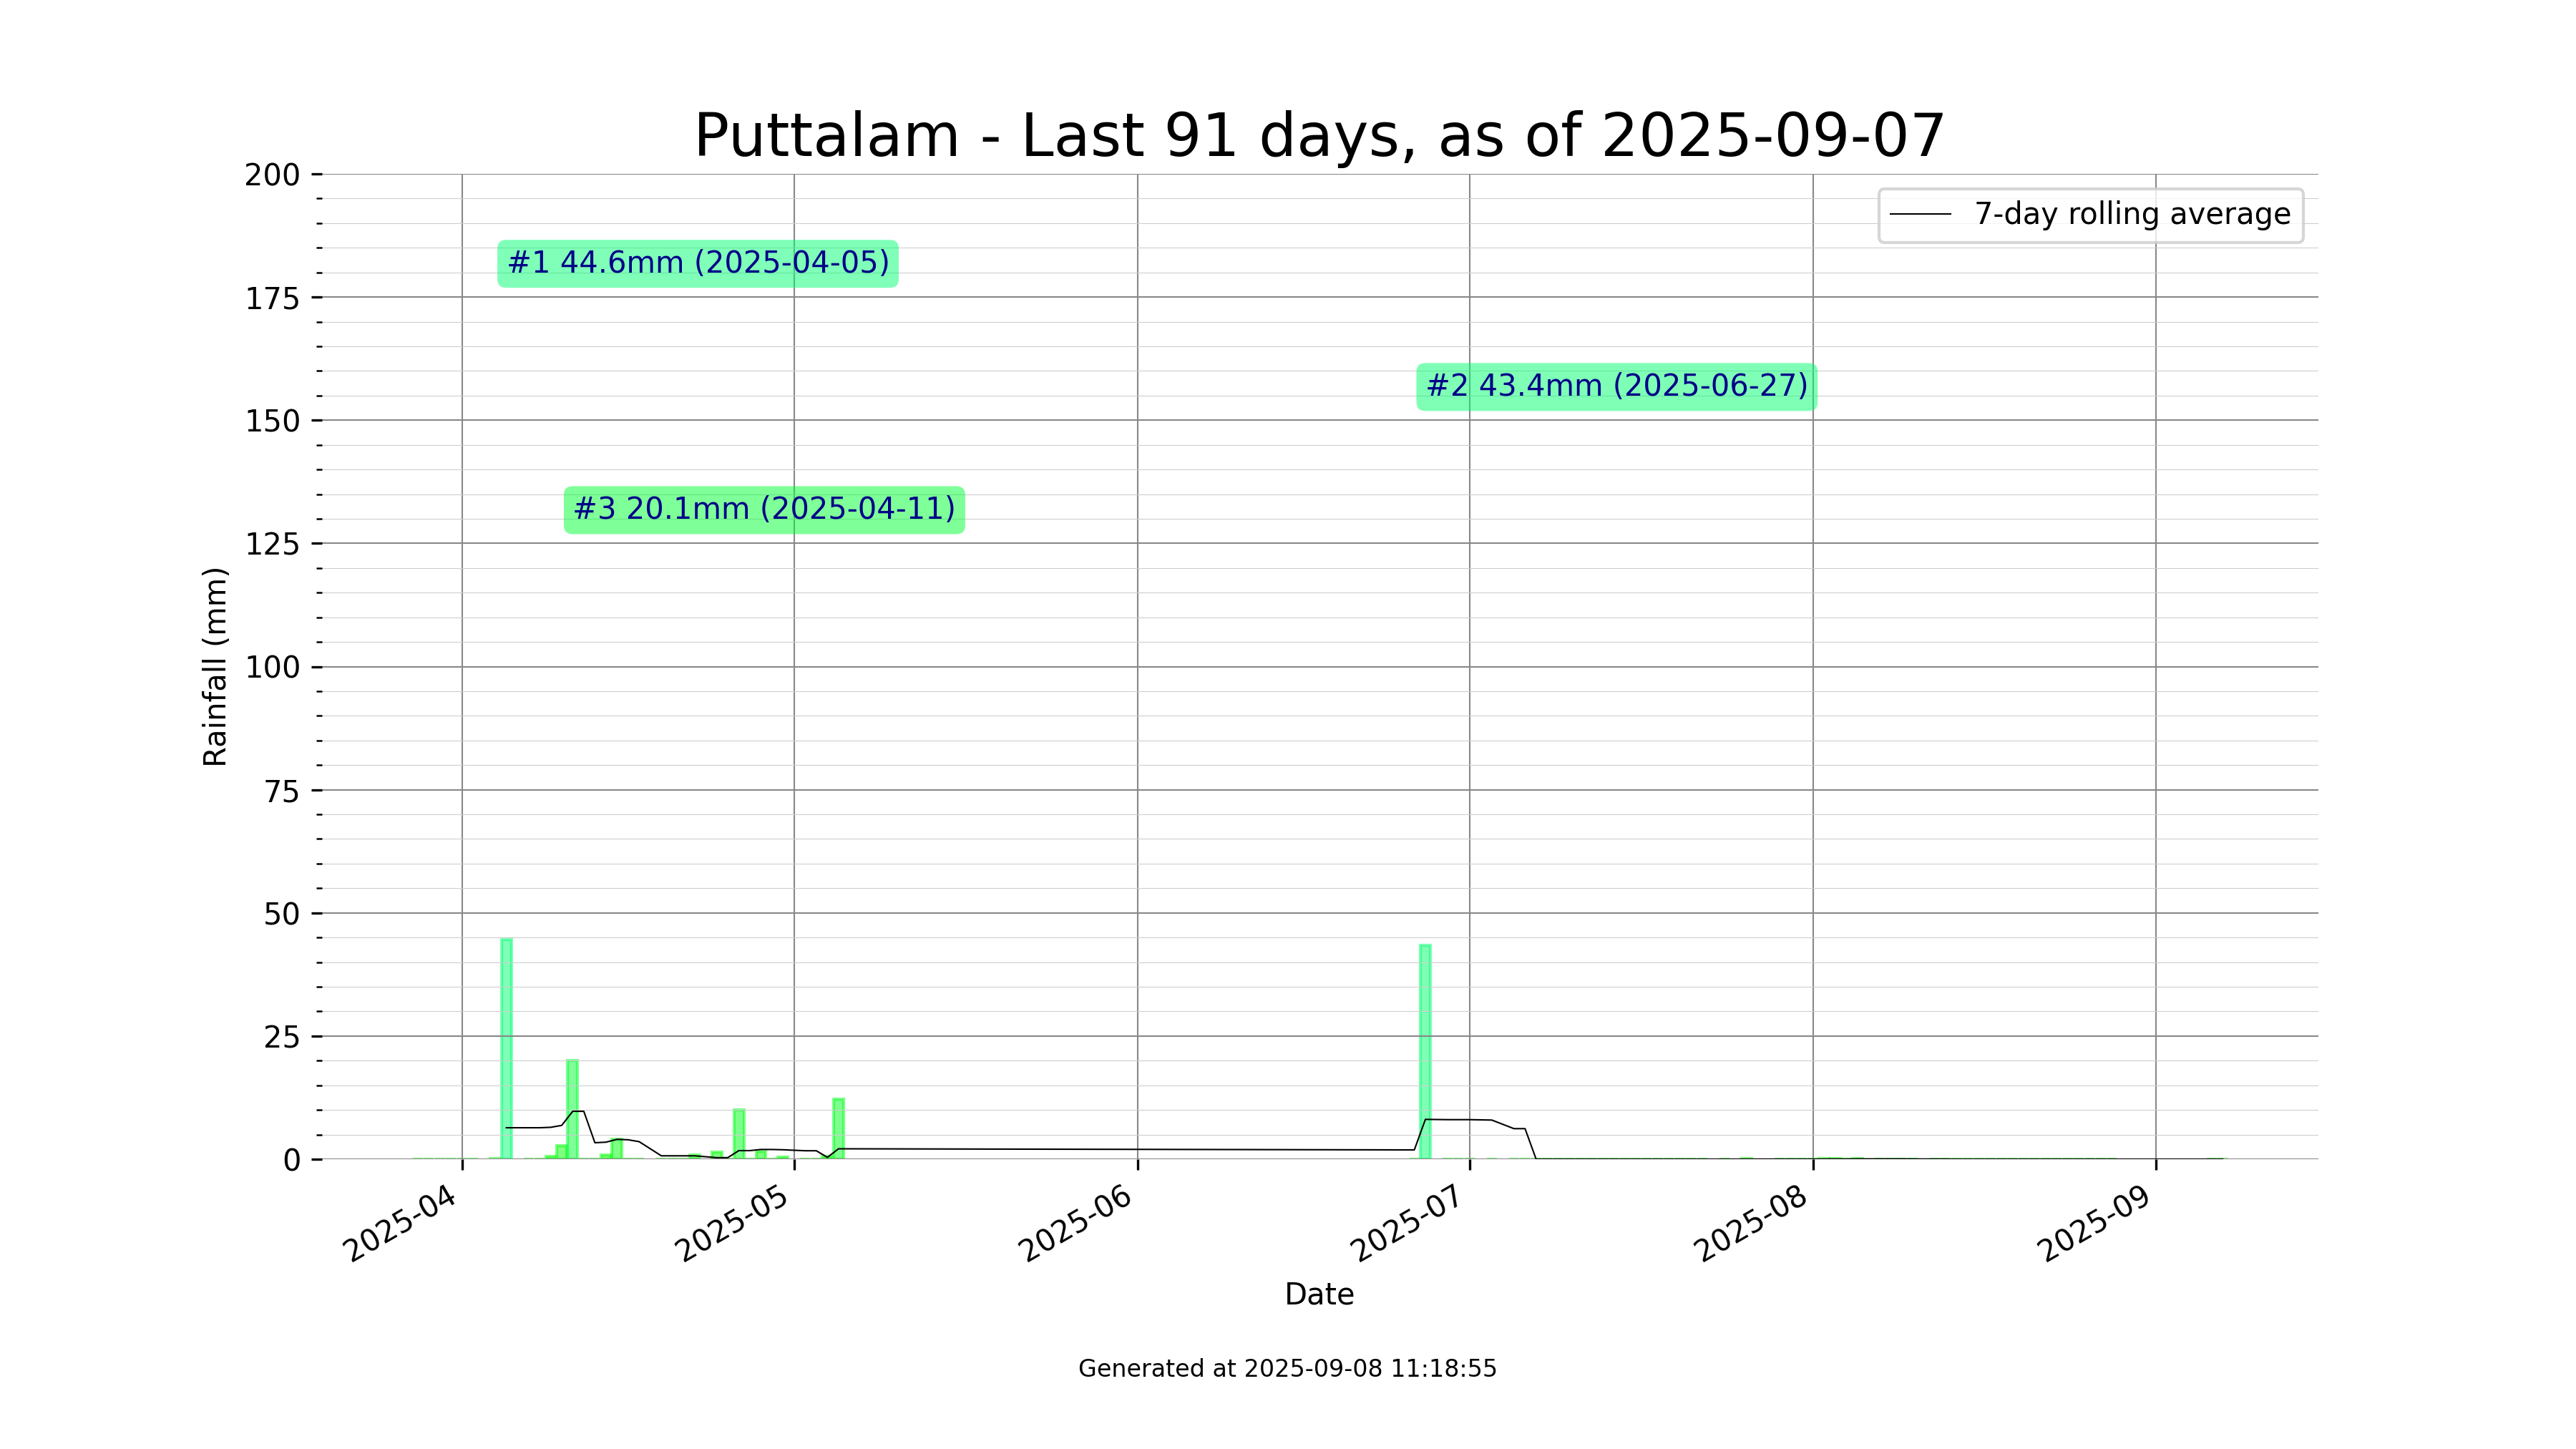 Puttalam - Last 91 days, as of 2025-09-07
7-day rolling average
#1 44.6mm (2025-04-05)
#2 43.4mm (2025-06-27)
#3 20.1mm (2025-04-11)
Rainfall (mm)
200
175
150
125
100
75
50
25
0
2025-04
2025-05
2025-06
2025-07
2025-08
2025-09
Date
Generated at 2025-09-08 11:18:55